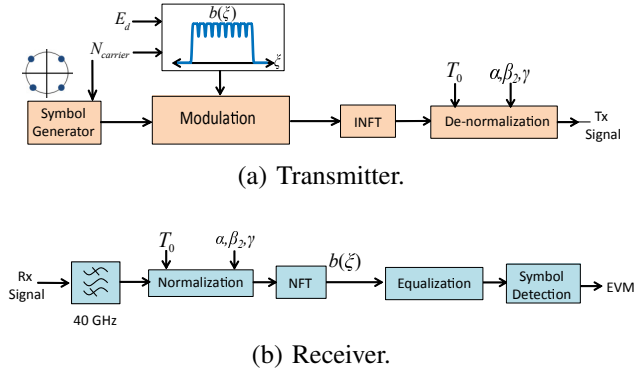 E_d
b(ξ)
N_carrier
ξ
Symbol Generator
Modulation
INFT
T_0
α,β_2,γ
De-normalization
Tx Signal
(a) Transmitter.
Rx Signal
40 GHz
T_0
α,β_2,γ
Normalization
NFT
b(ξ)
Equalization
Symbol Detection
EVM
(b) Receiver.